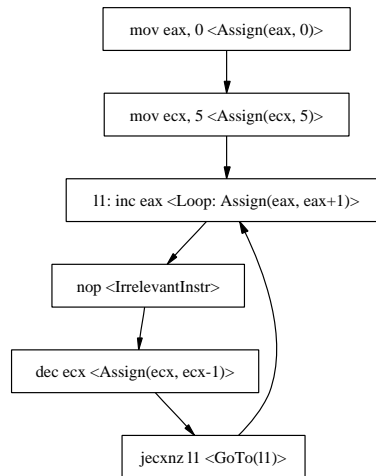 mov eax, 0 <Assign(eax, 0)>
mov ecx, 5 <Assign(ecx, 5)>
l1: inc eax <Loop: Assign(eax, eax+1)>
nop <IrrelevantInstr>
dec ecx <Assign(ecx, ecx-1)>
jecxnz l1 <GoTo(l1)>